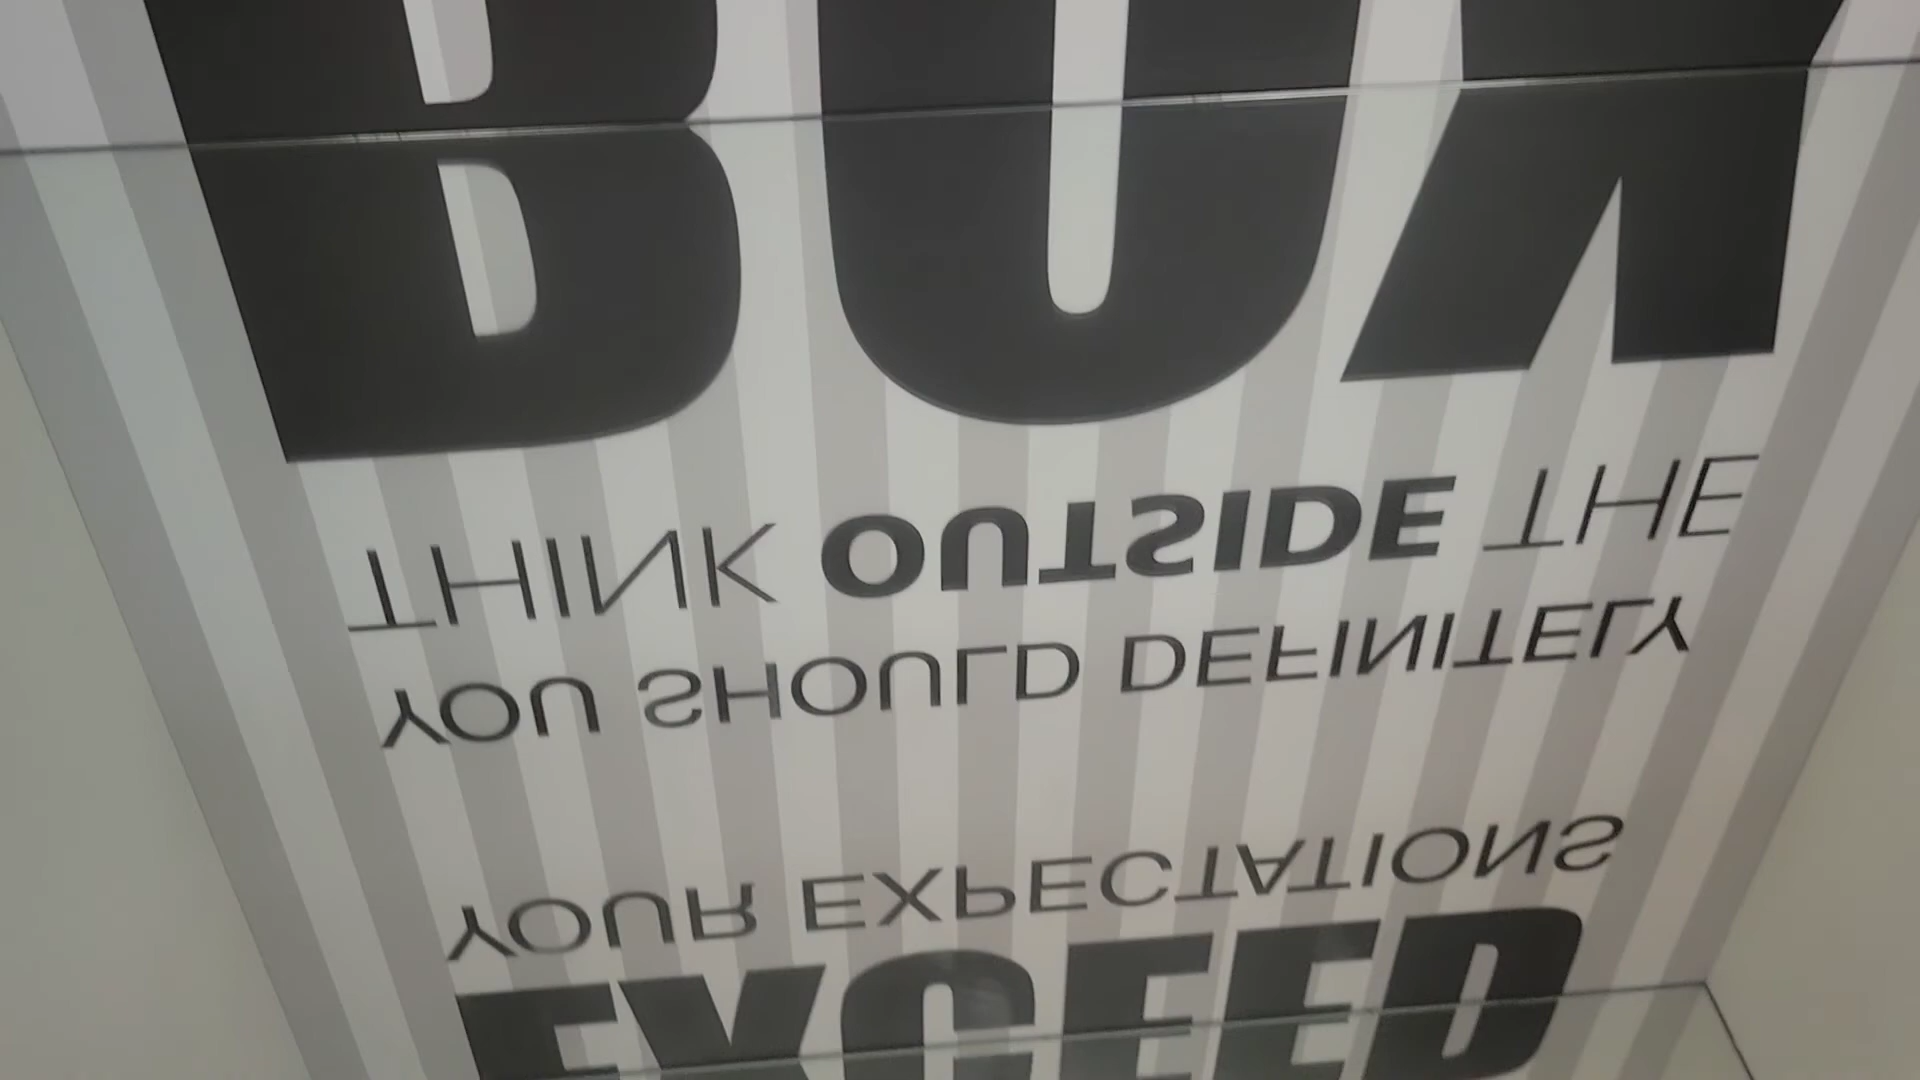 EXCEED
YOUR EXPECTATIONS
YOU SHOULD DEFINITELY
THINK OUTSIDE THE
BOX